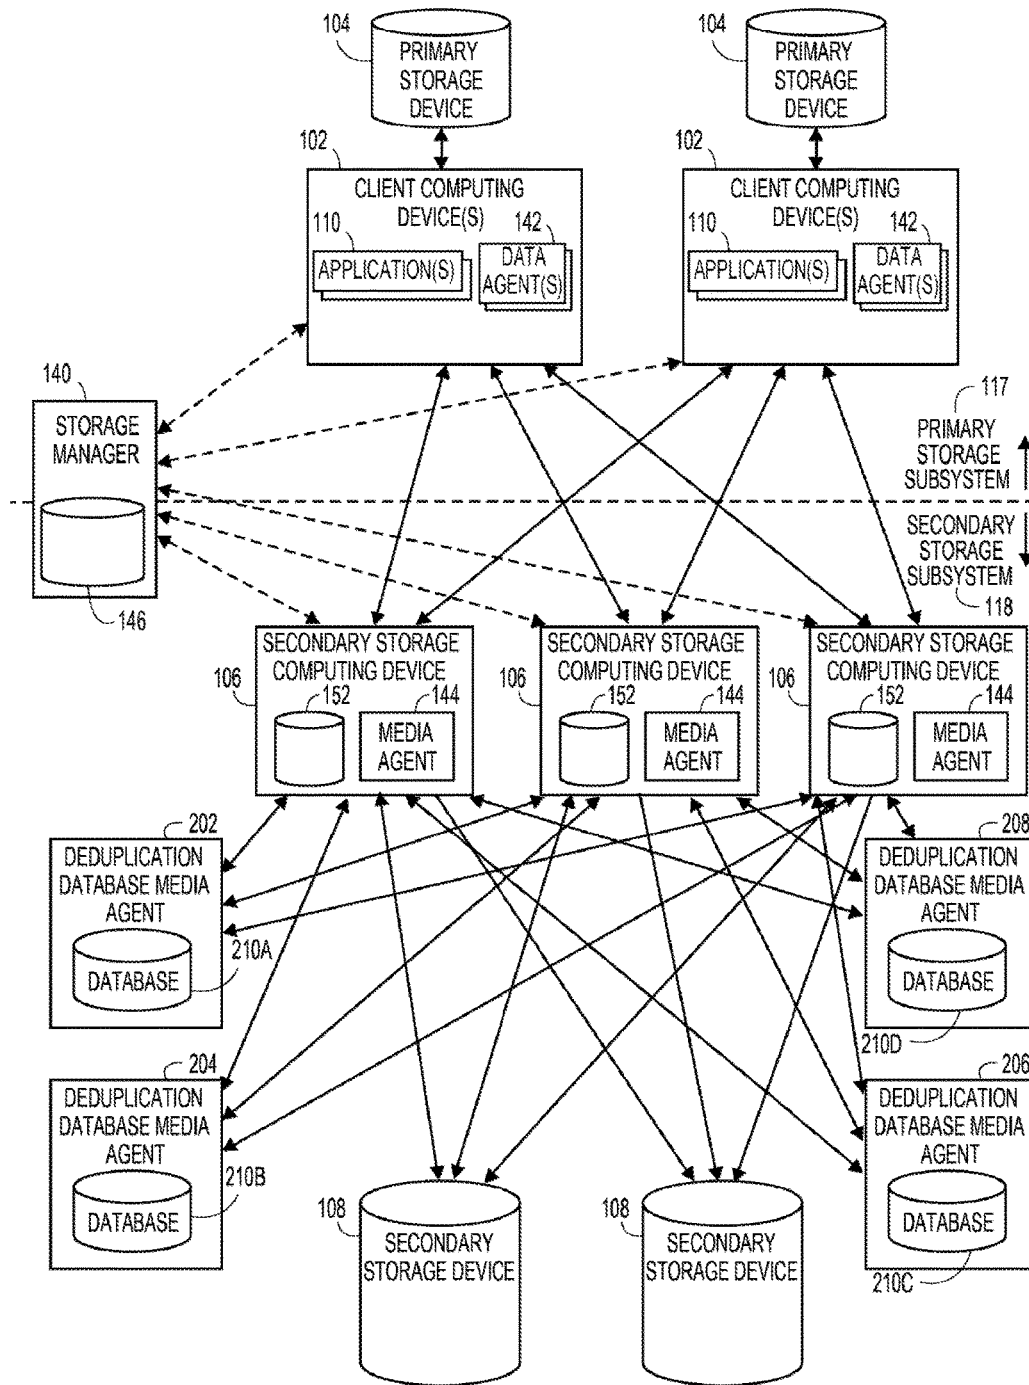 104
PRIMARY
STORAGE
DEVICE
104
PRIMARY
STORAGE
DEVICE
102
CLIENT COMPUTING
DEVICE(S)
110
APPLICATION(S)
142
DATA
AGENT(S)
102
CLIENT COMPUTING
DEVICE(S)
110
APPLICATION(S)
142
DATA
AGENT(S)
140
STORAGE
MANAGER
146
117
PRIMARY
STORAGE
SUBSYSTEM
SECONDARY
STORAGE
SUBSYSTEM
118
SECONDARY STORAGE
COMPUTING DEVICE
106
152
144
MEDIA
AGENT
SECONDARY STORAGE
COMPUTING DEVICE
106
152
144
MEDIA
AGENT
SECONDARY STORAGE
COMPUTING DEVICE
106
152
144
MEDIA
AGENT
202
DEDUPLICATION
DATABASE MEDIA
AGENT
DATABASE
210A
208
DEDUPLICATION
DATABASE MEDIA
AGENT
DATABASE
210D
204
DEDUPLICATION
DATABASE MEDIA
AGENT
DATABASE
210B
206
DEDUPLICATION
DATABASE MEDIA
AGENT
DATABASE
210C
108
SECONDARY
STORAGE DEVICE
108
SECONDARY
STORAGE DEVICE